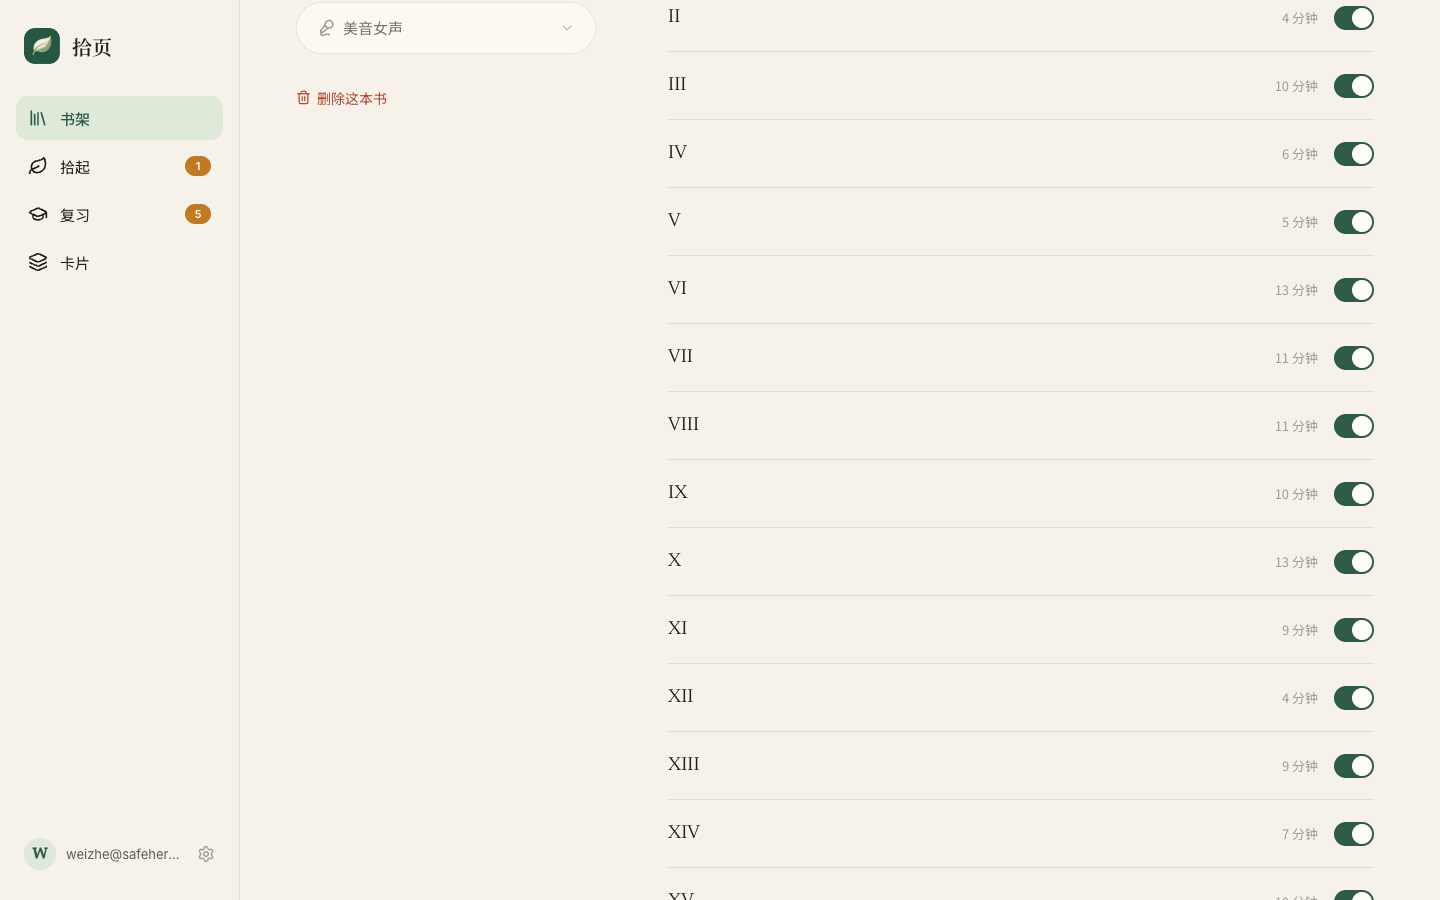 拾页
书架
拾起 1
复习 5
卡片
W weizhe@safeher...
美音女声
删除这本书
II 4 分钟
III 10 分钟
IV 6 分钟
V 5 分钟
VI 13 分钟
VII 11 分钟
VIII 11 分钟
IX 10 分钟
X 13 分钟
XI 9 分钟
XII 4 分钟
XIII 9 分钟
XIV 7 分钟
XV